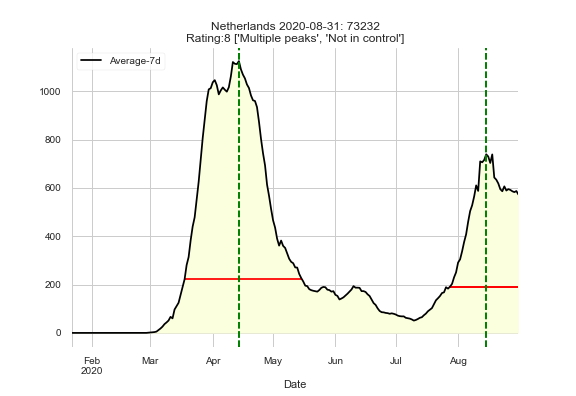 Netherlands 2020-08-31: 73232
Rating:8 ['Multiple peaks', 'Not in control']
Average-7d
1000
800
600
400
200
0
Feb Mar Apr May Jun Jul Aug
2020
Date